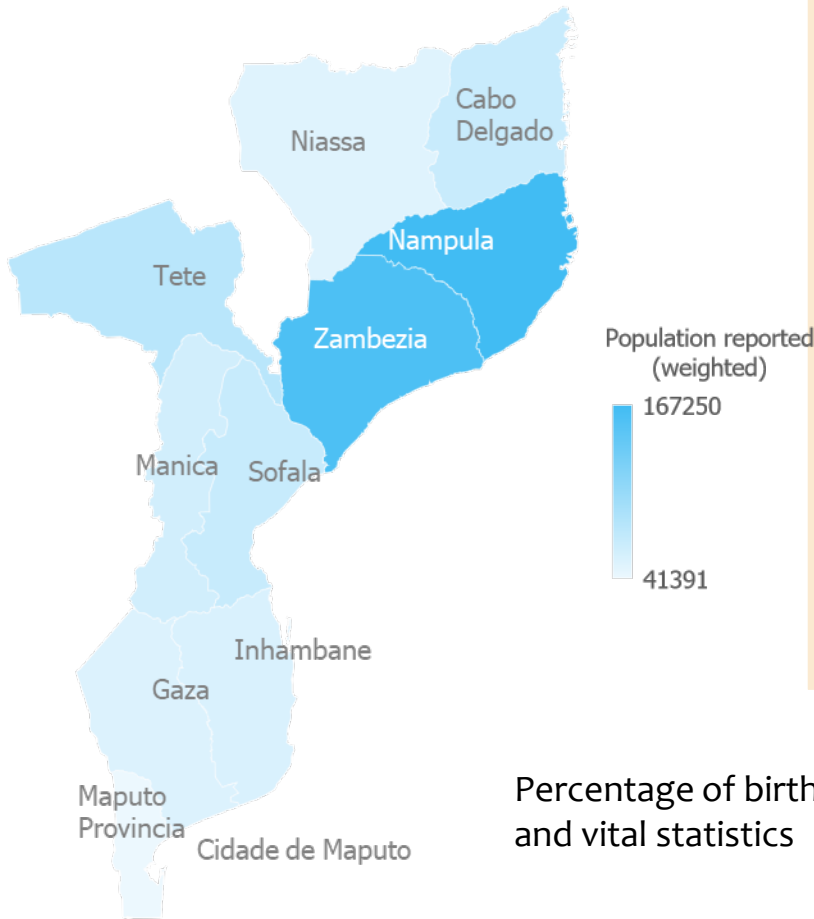 Cabo
Delgado
Niassa
Nampula
Tete
Zambezia
Population reported
(weighted)
167250
Manica
Sofala
41391
Inhambane
Gaza
Maputo
Provincia
Cidade de Maputo
Percentage of birth
and vital statistics